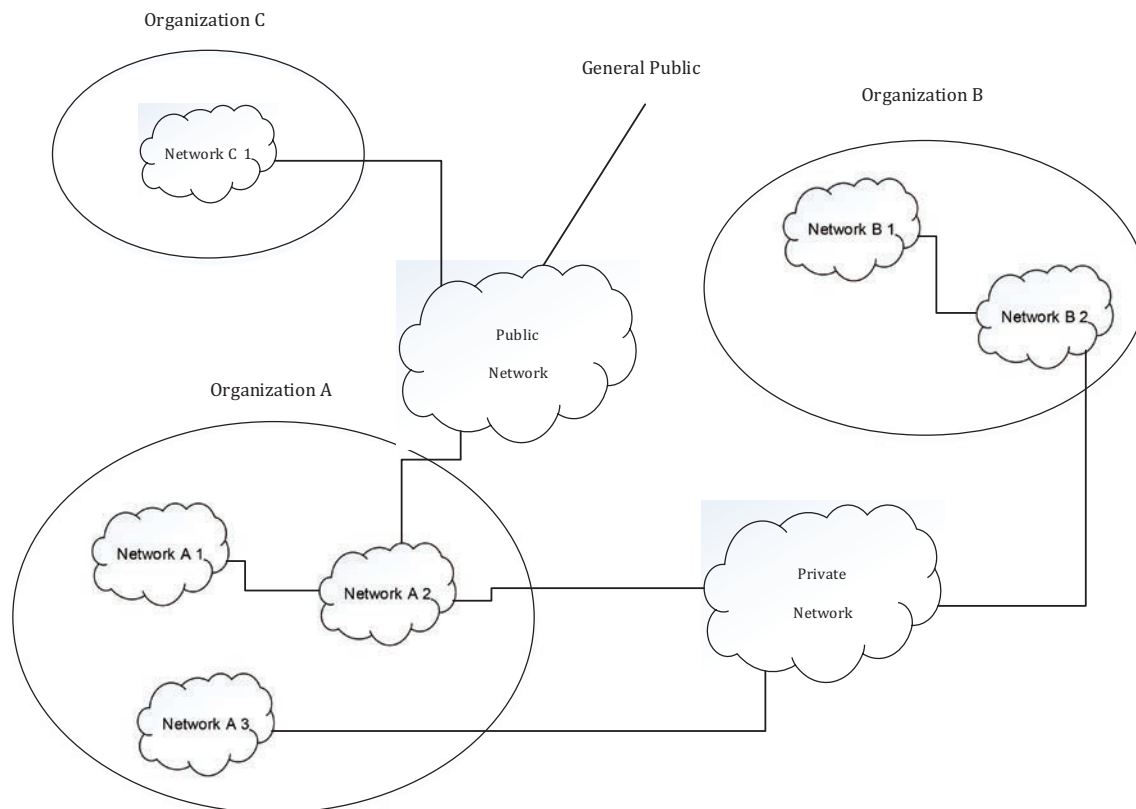 Organization C
General Public
Organization B
Network C 1
Network B 1
Network B 2
Public
Network
Organization A
Network A 1
Network A 2
Private
Network
Network A 3